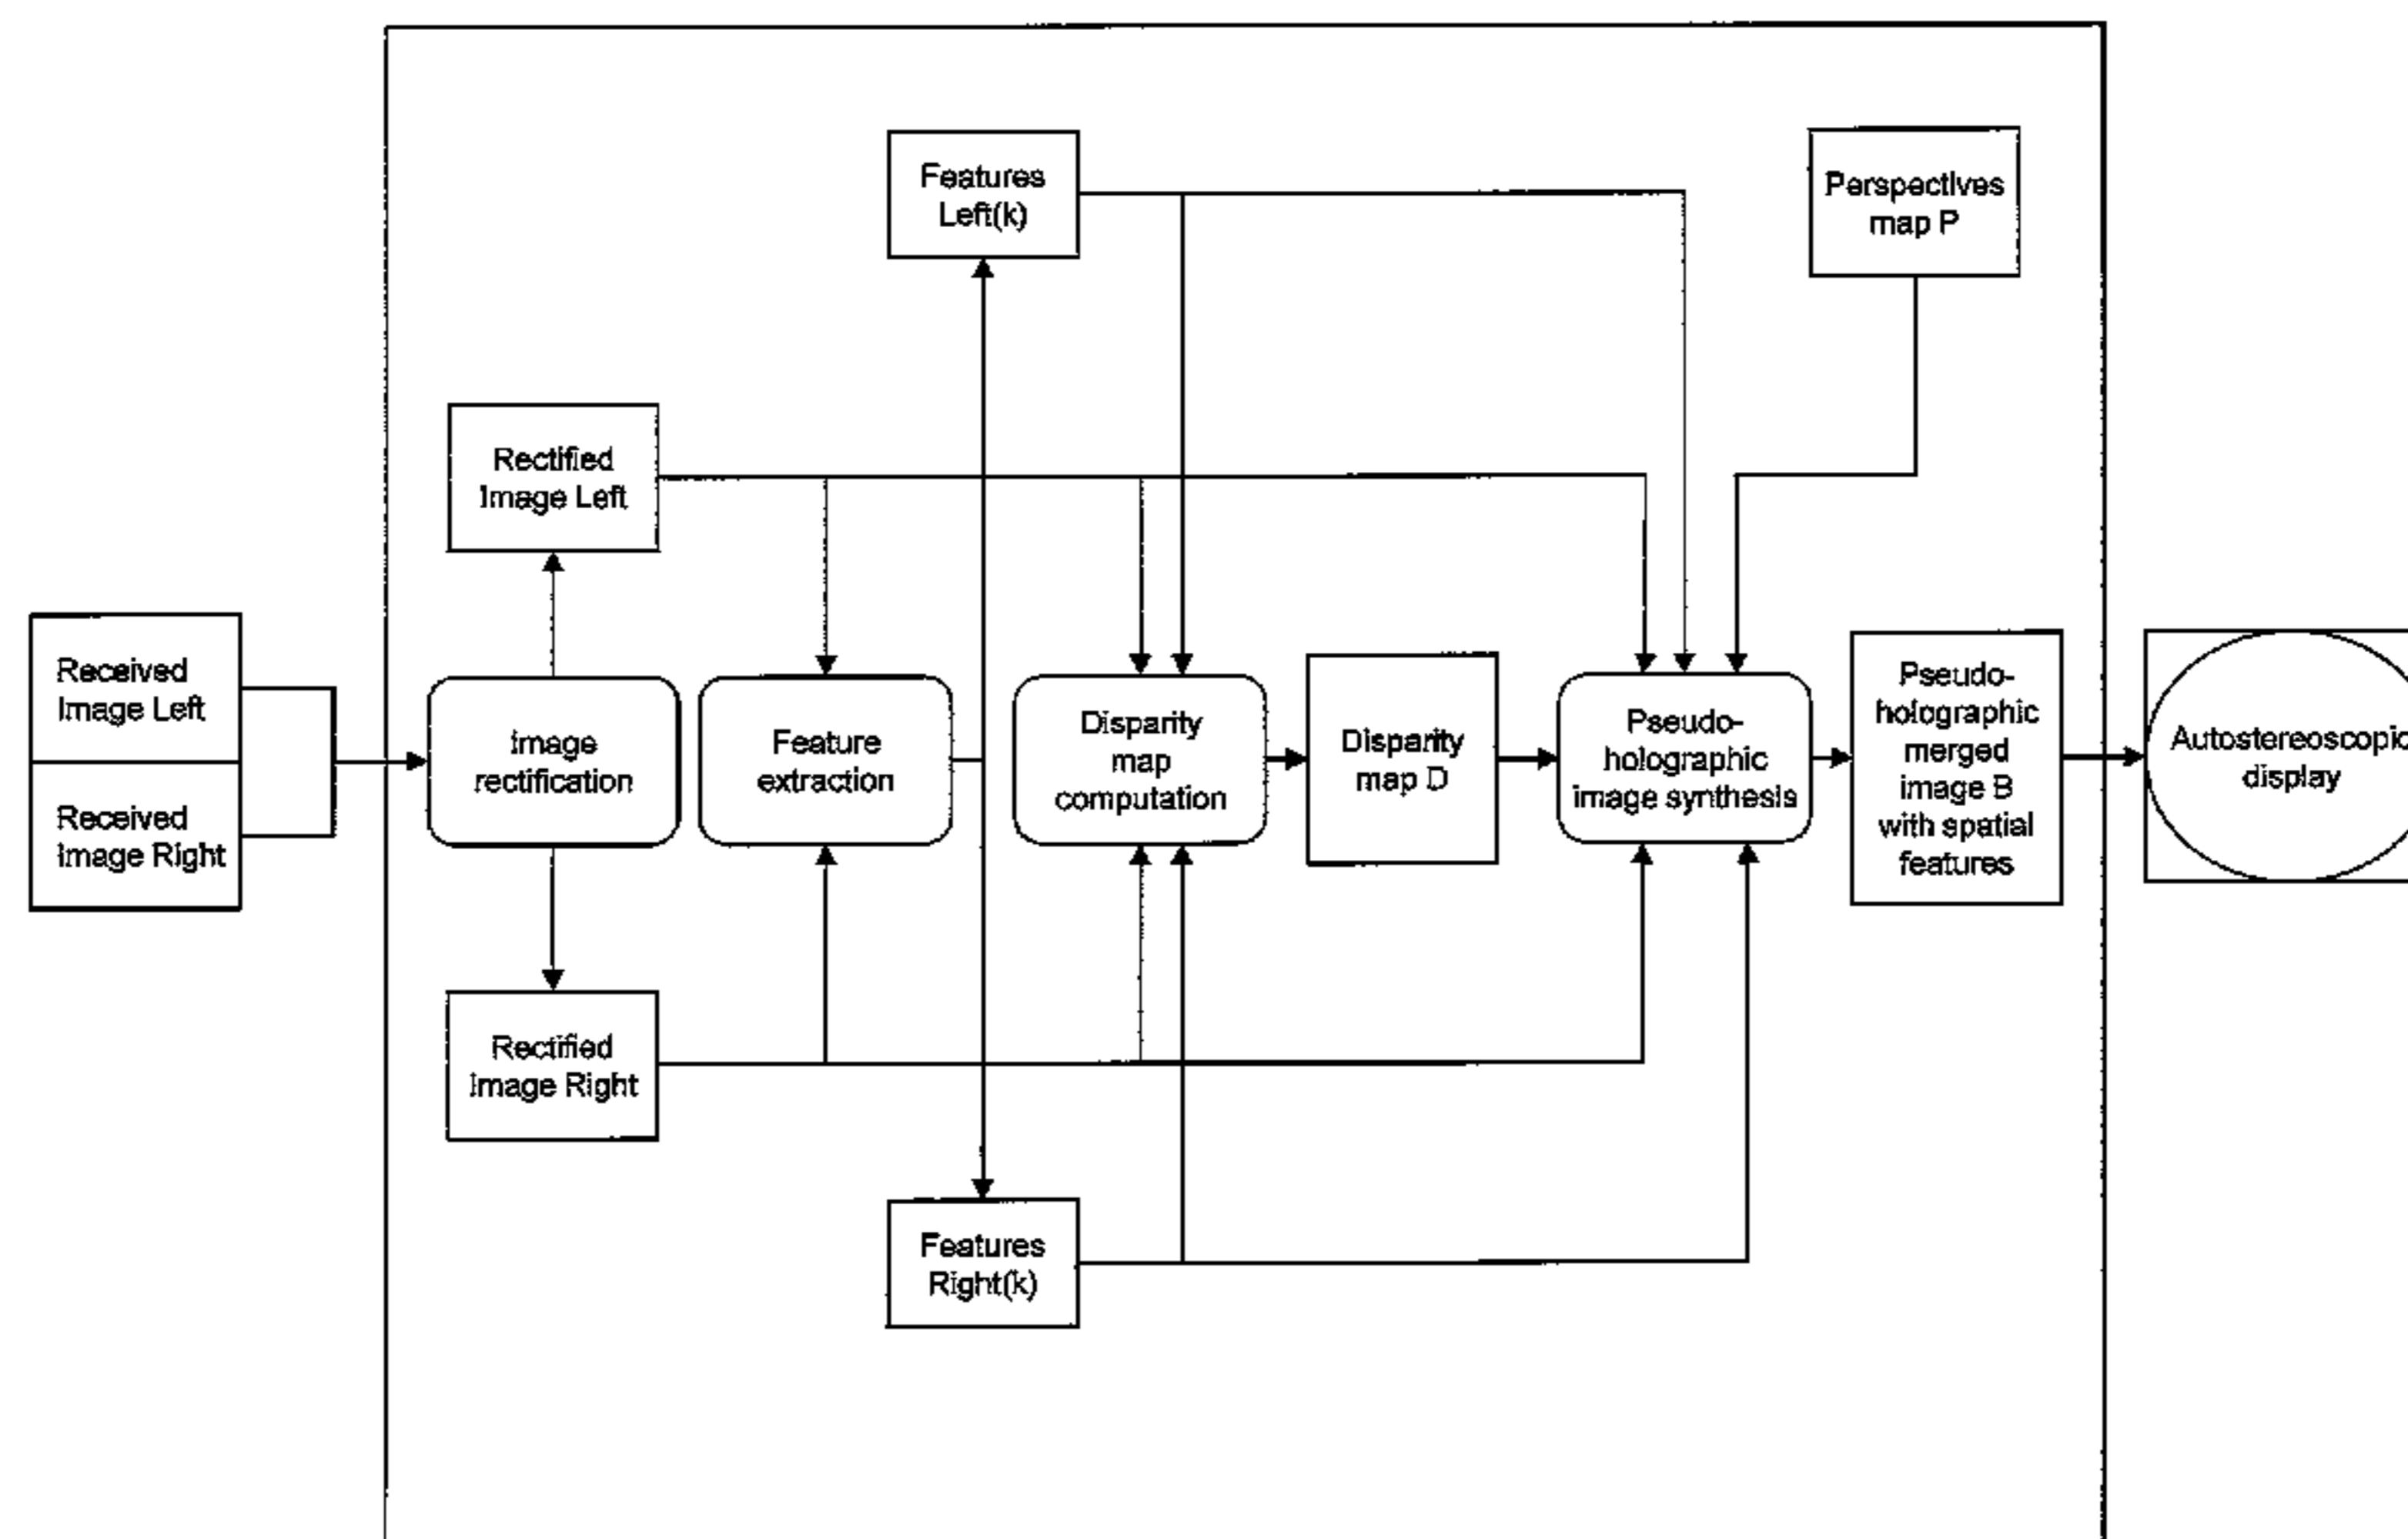 Features
Left(k)
Perspectives
map P
Rectified
Image Left
Received
Image Left
Received
Image Right
Image
rectification
Feature
extraction
Disparity
map
computation
Disparity
map D
Pseudo-
holographic
image synthesis
Pseudo-
holographic
merged
image B
with spatial
features
Autostereoscopic
display
Rectified
Image Right
Features
Right(k)